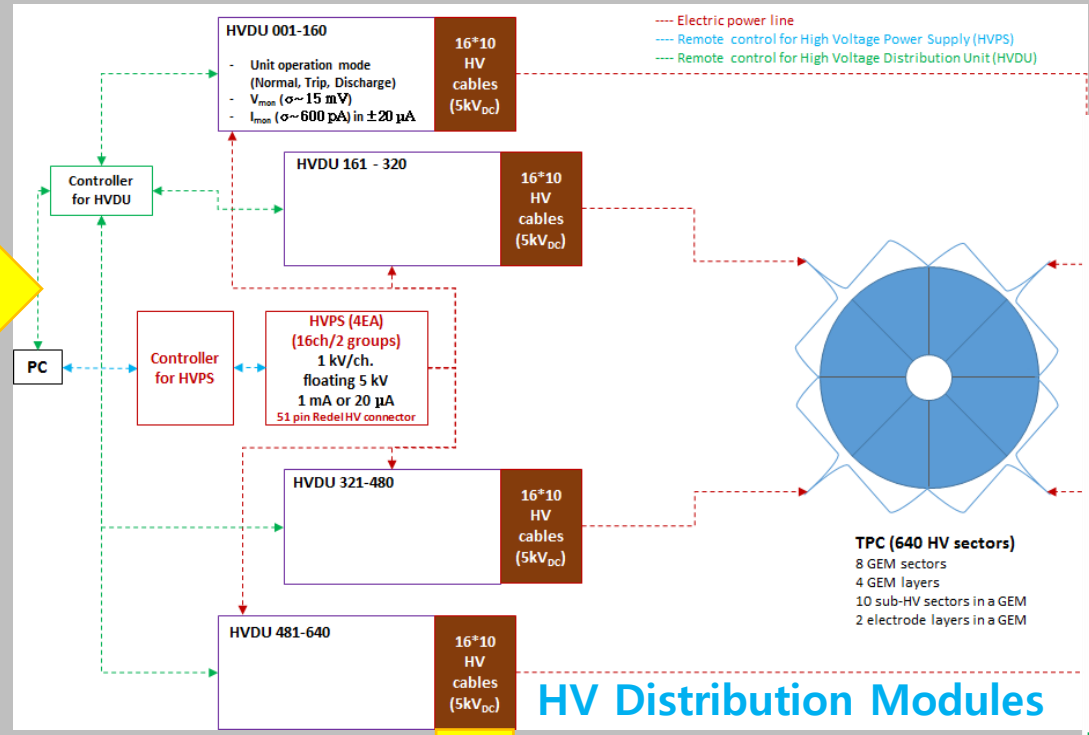 HVDU 001-160
- Unit operation mode
(Normal, Trip, Discharge)
- Vmon (σ~15 mV)
- Imon (σ~600 pA) in ±20 µA
16*10
HV
cables
(5kVDC)
---- Electric power line
---- Remote control for High Voltage Power Supply (HVPS)
---- Remote control for High Voltage Distribution Unit (HVDU)
HVDU 161 - 320
16*10
HV
cables
(5kVDC)
Controller
for HVDU
PC
Controller
for HVPS
HVPS (4EA)
(16ch/2 groups)
1 kV/ch.
floating 5 kV
1 mA or 20 µA
51 pin Redel HV connector
HVDU 321-480
16*10
HV
cables
(5kVDC)
TPC (640 HV sectors)
8 GEM sectors
4 GEM layers
10 sub-HV sectors in a GEM
2 electrode layers in a GEM
HVDU 481-640
16*10
HV
cables
(5kVDC)
HV Distribution Modules